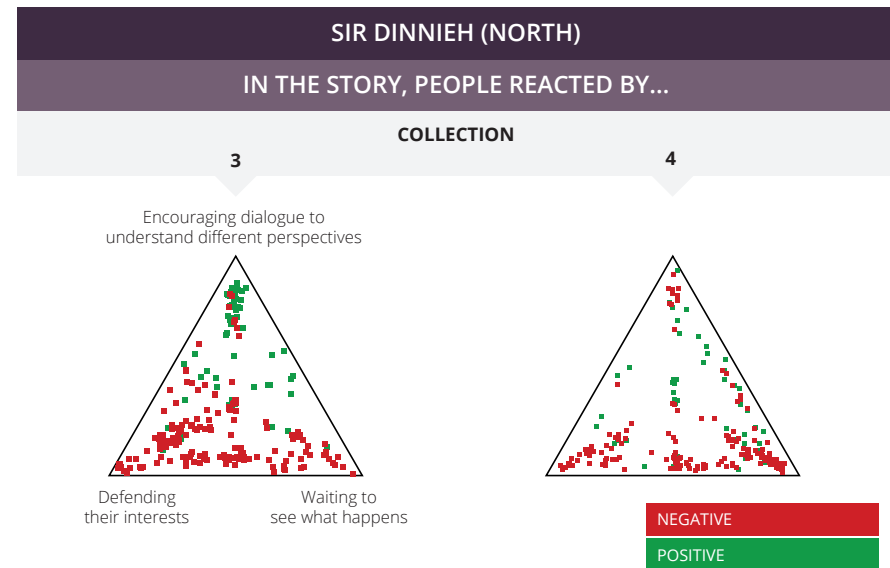 SIR DINNIEH (NORTH)
IN THE STORY, PEOPLE REACTED BY...
COLLECTION
3
4
Encouraging dialogue to
understand different perspectives
Defending
their interests
Waiting to
see what happens
NEGATIVE
POSITIVE